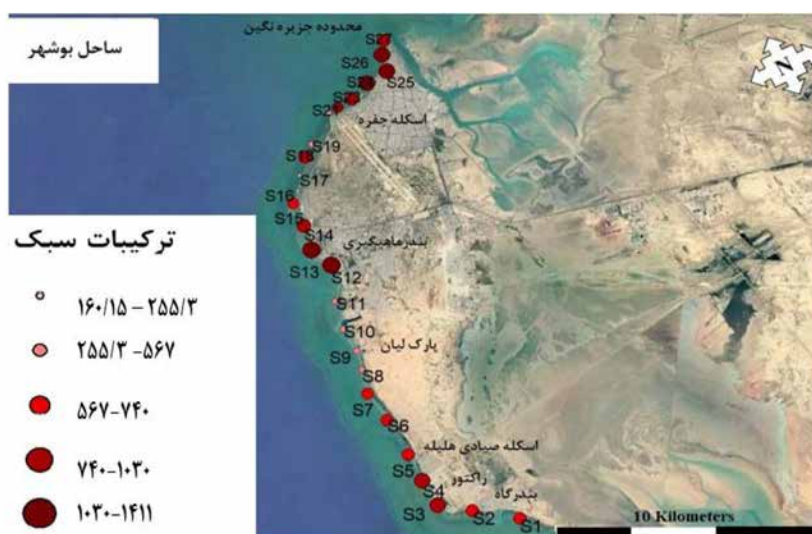 محدوده جزیره نگین
ساحل بوشهر
S27
S26
S25
اسکله جفره
S21
S19
S18
S17
S16
S15
S14
بندرماهیگیری
S13
S12
ترکیبات سبک
۱۶۰/۱۵ – ۲۵۵/۳
۲۵۵/۳ -۵۶۷
۵۶۷-۷۴۰
۷۴۰-۱۰۳۰
۱۰۳۰-۱۴۱۱
S11
S10
پارک لیان
S9
S8
S7
S6
اسکله صیادی هلیله
S5
راکتور
S4
بندرگاه
S3
S2
S1
10 Kilometers
N